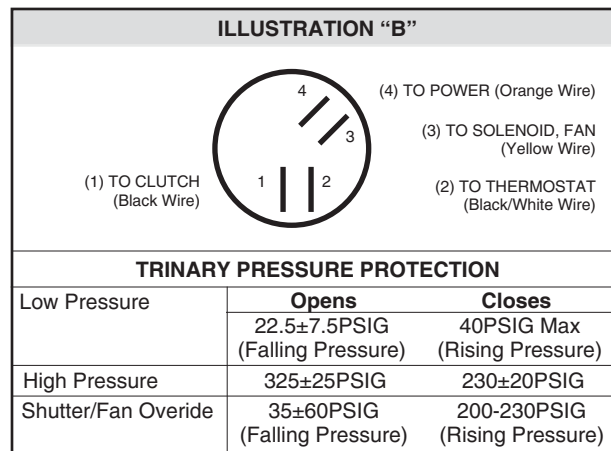 ILLUSTRATION “B”
4
(4) TO POWER (Orange Wire)
3
(3) TO SOLENOID, FAN
(Yellow Wire)
(1) TO CLUTCH
(Black Wire)
1
2
(2) TO THERMOSTAT
(Black/White Wire)
TRINARY PRESSURE PROTECTION
Low Pressure Opens Closes
22.5±7.5PSIG 40PSIG Max
(Falling Pressure) (Rising Pressure)
High Pressure 325±25PSIG 230±20PSIG
Shutter/Fan Overide 35±60PSIG 200-230PSIG
(Falling Pressure) (Rising Pressure)